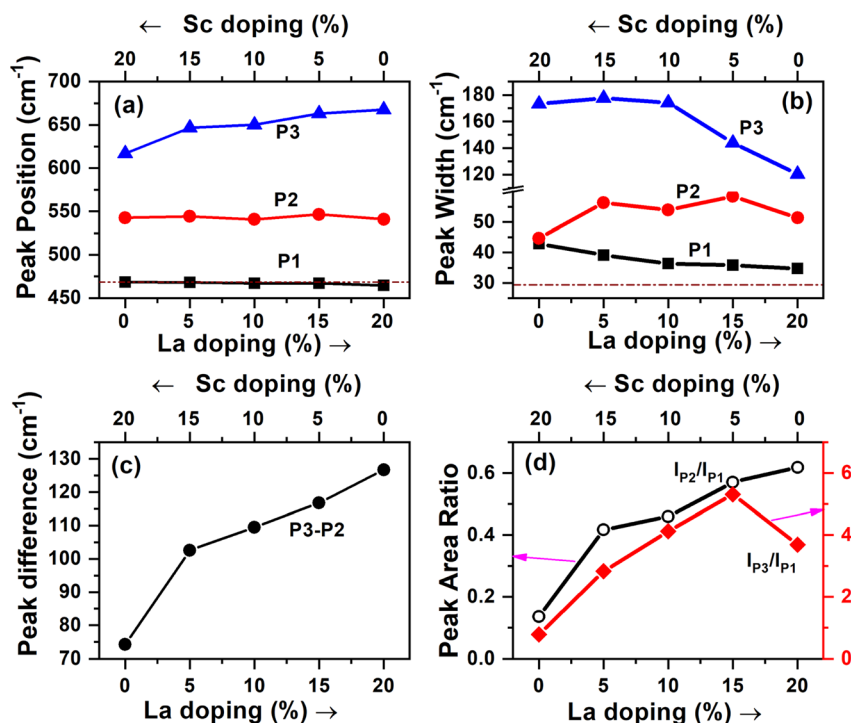 ← Sc doping (%)
20 15 10 5 0
Peak Position (cm⁻¹)
700
650
600
550
500
450
(a)
P3
P2
P1
0 5 10 15 20
La doping (%) →
← Sc doping (%)
20 15 10 5 0
Peak Width (cm⁻¹)
180
160
140
120
50
40
30
(b)
P3
P2
P1
0 5 10 15 20
La doping (%) →
← Sc doping (%)
20 15 10 5 0
Peak difference (cm⁻¹)
130
120
110
100
90
80
70
(c)
P3-P2
0 5 10 15 20
La doping (%) →
← Sc doping (%)
20 15 10 5 0
Peak Area Ratio
0.6
0.4
0.2
0.0
(d)
I_P2/I_P1
I_P3/I_P1
6
4
2
0
0 5 10 15 20
La doping (%) →